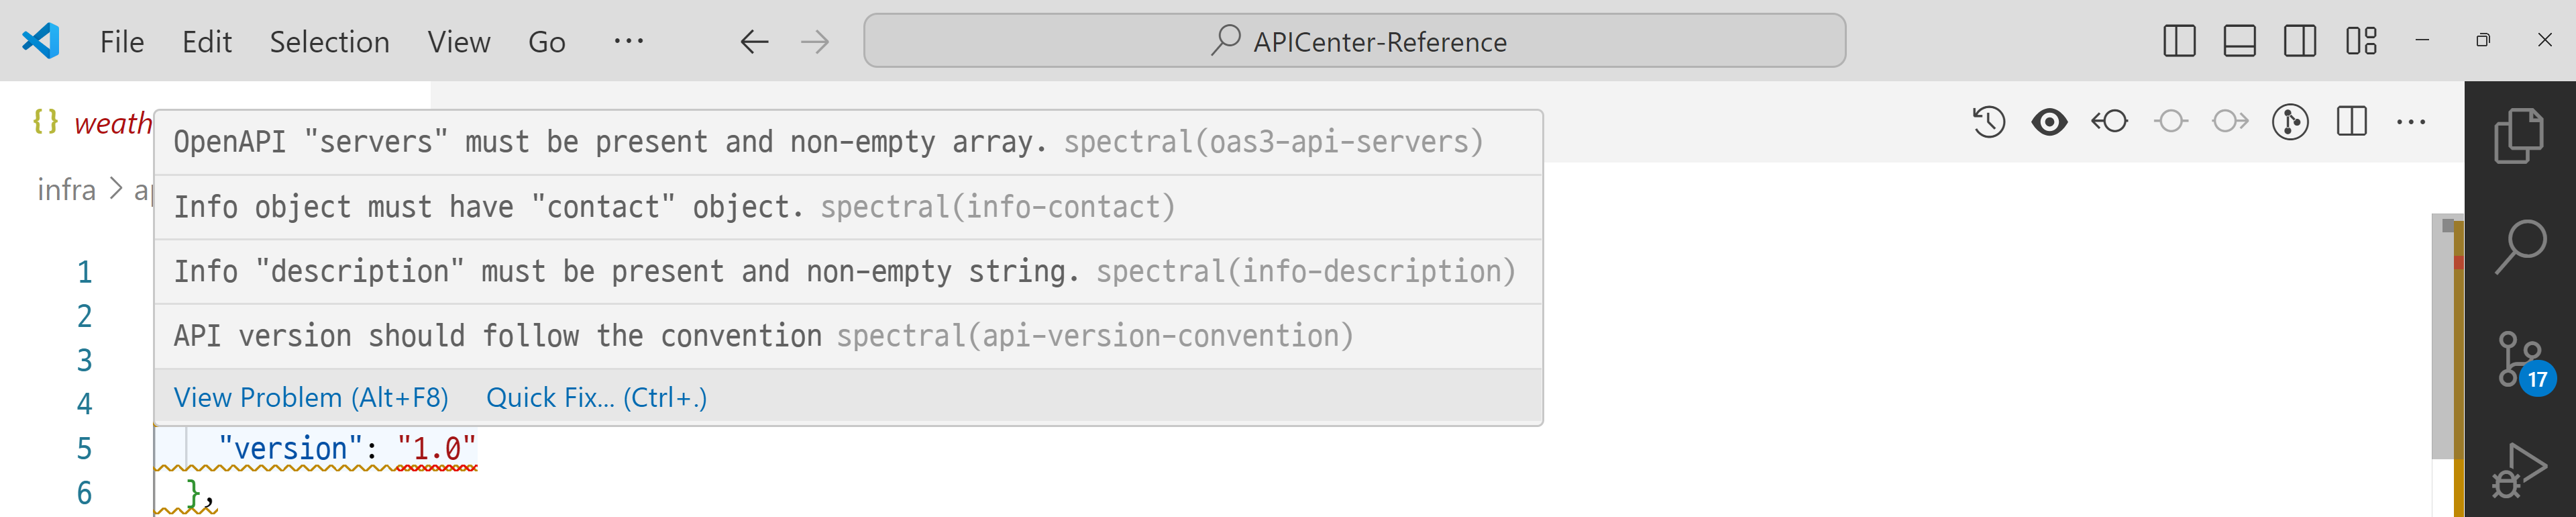 File Edit Selection View Go ··· APICenter-Reference
{} weath
infra > ap
OpenAPI "servers" must be present and non-empty array. spectral(oas3-api-servers)
Info object must have "contact" object. spectral(info-contact)
Info "description" must be present and non-empty string. spectral(info-description)
API version should follow the convention spectral(api-version-convention)
View Problem (Alt+F8) Quick Fix... (Ctrl+.)
1
2
3
4
5 "version": "1.0"
6 },
17